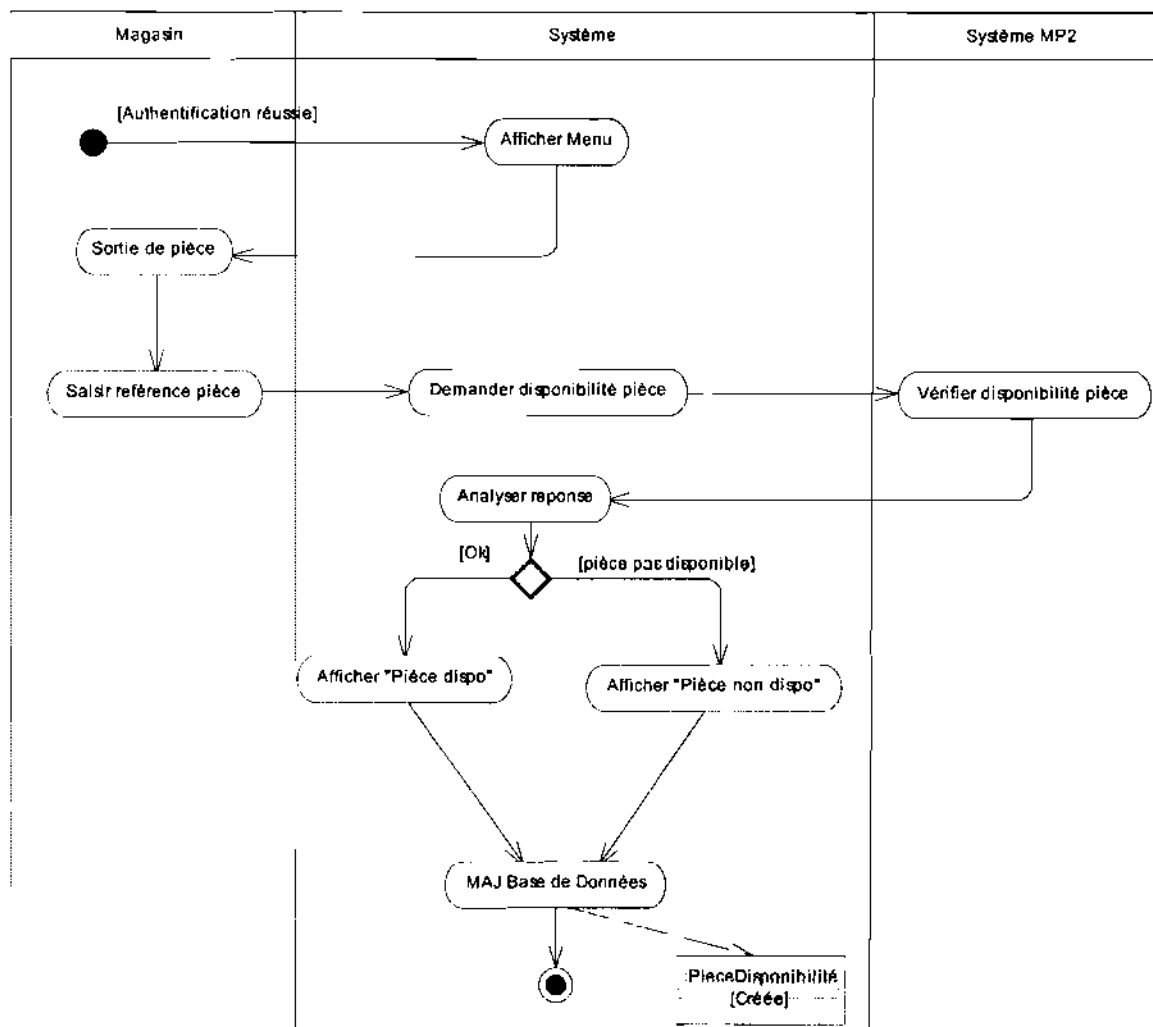 Magasin
Système
Système MP2
[Authentification réussie]
Afficher Menu
Sortie de pièce
Saisir reférence pièce
Demander disponibilité pièce
Vérifier disponibilité pièce
Analyser reponse
[Ok]
[pièce pas disponible]
Afficher "Pièce dispo"
Afficher "Pièce non dispo"
MAJ Base de Données
:PieceDisponibilité
[Créée]